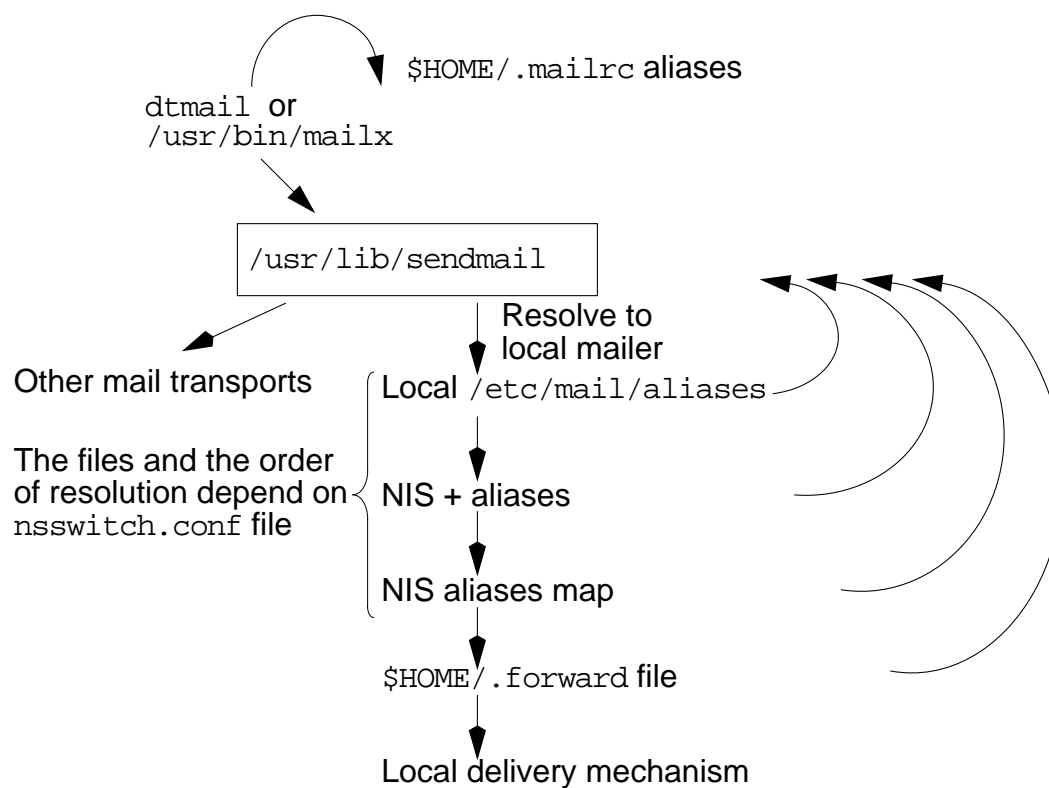 $HOME/.mailrc aliases
dtmail or
/usr/bin/mailx
/usr/lib/sendmail
Resolve to
local mailer
Other mail transports
Local /etc/mail/aliases
The files and the order
of resolution depend on
nsswitch.conf file
NIS + aliases
NIS aliases map
$HOME/.forward file
Local delivery mechanism